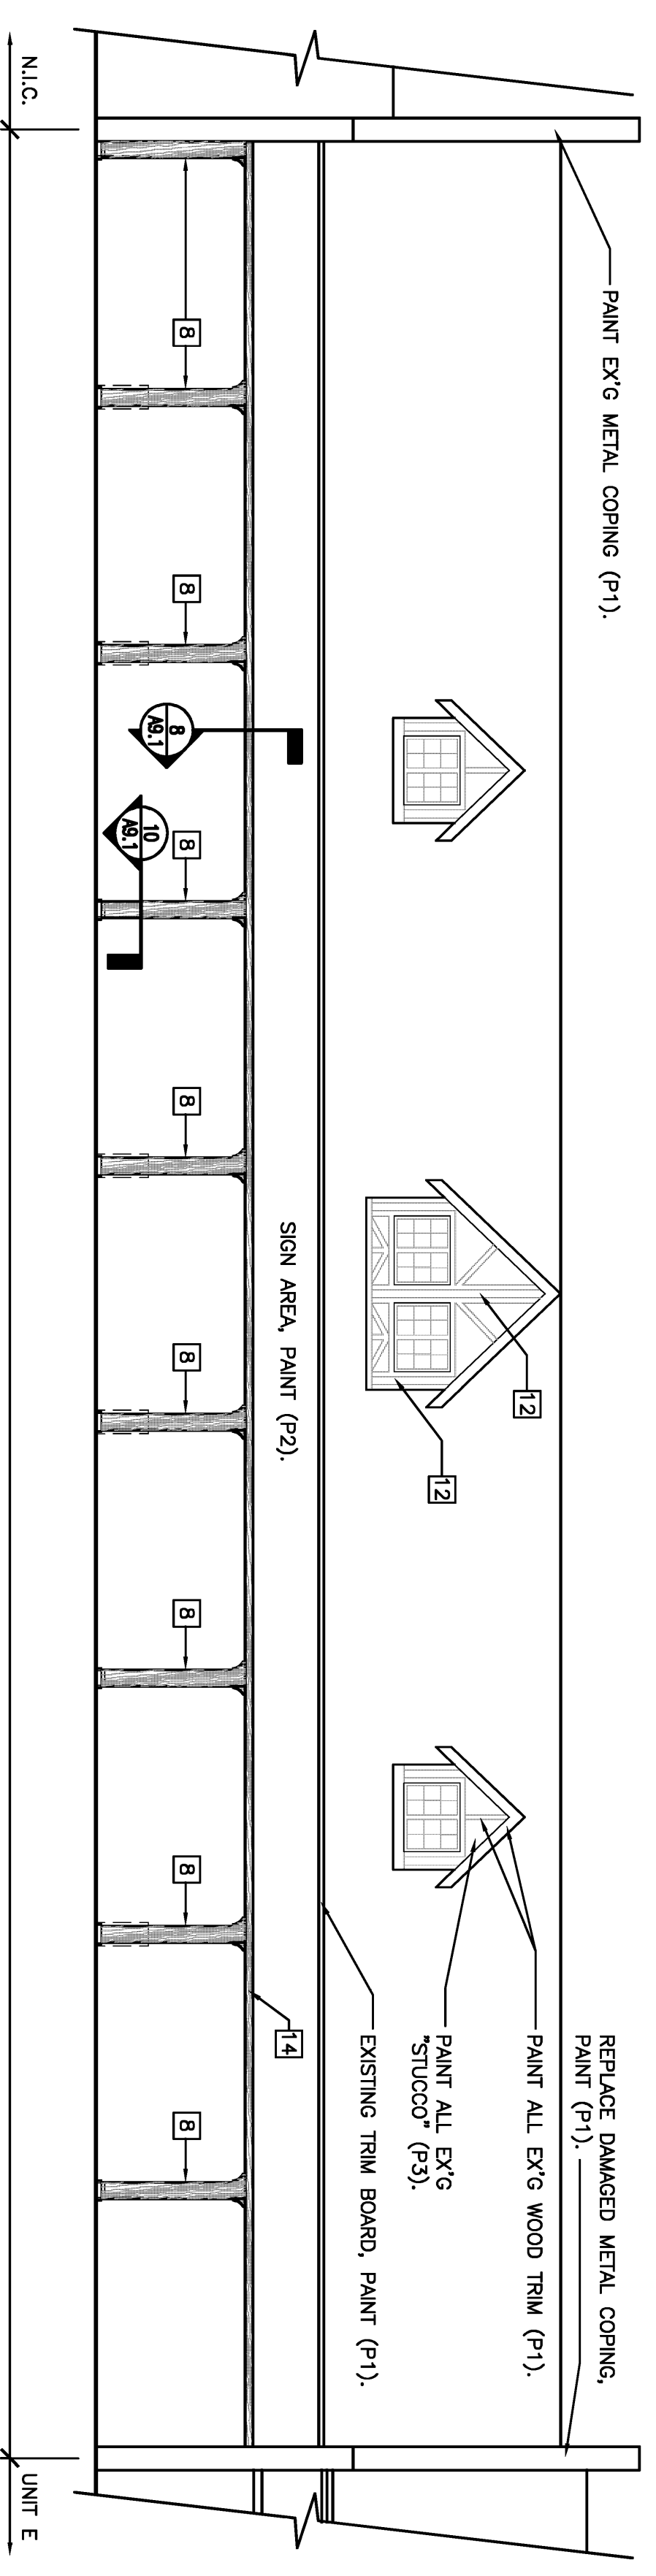 PAINT EX'G METAL COPING (P1).
REPLACE DAMAGED METAL COPING,
PAINT (P1).
PAINT ALL EX'G WOOD TRIM (P1).
PAINT ALL EX'G
"STUCCO" (P3).
EXISTING TRIM BOARD, PAINT (P1).
12
12
SIGN AREA, PAINT (P2).
14
8
8
8
8
8
8
8
8
8
A9.1
10
A9.1
N.I.C.
UNIT E